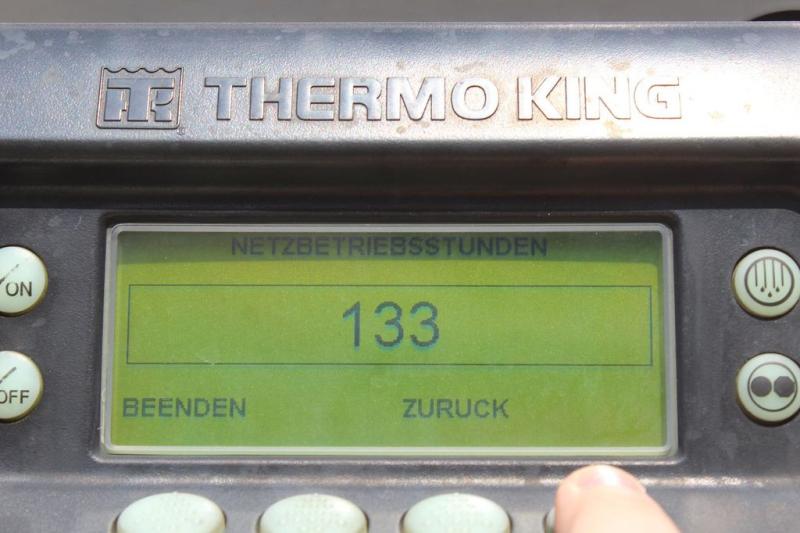 THERMO KING
NETZBETRIEBSSTUNDEN
ON
133
OFF
BEENDEN ZURUCK